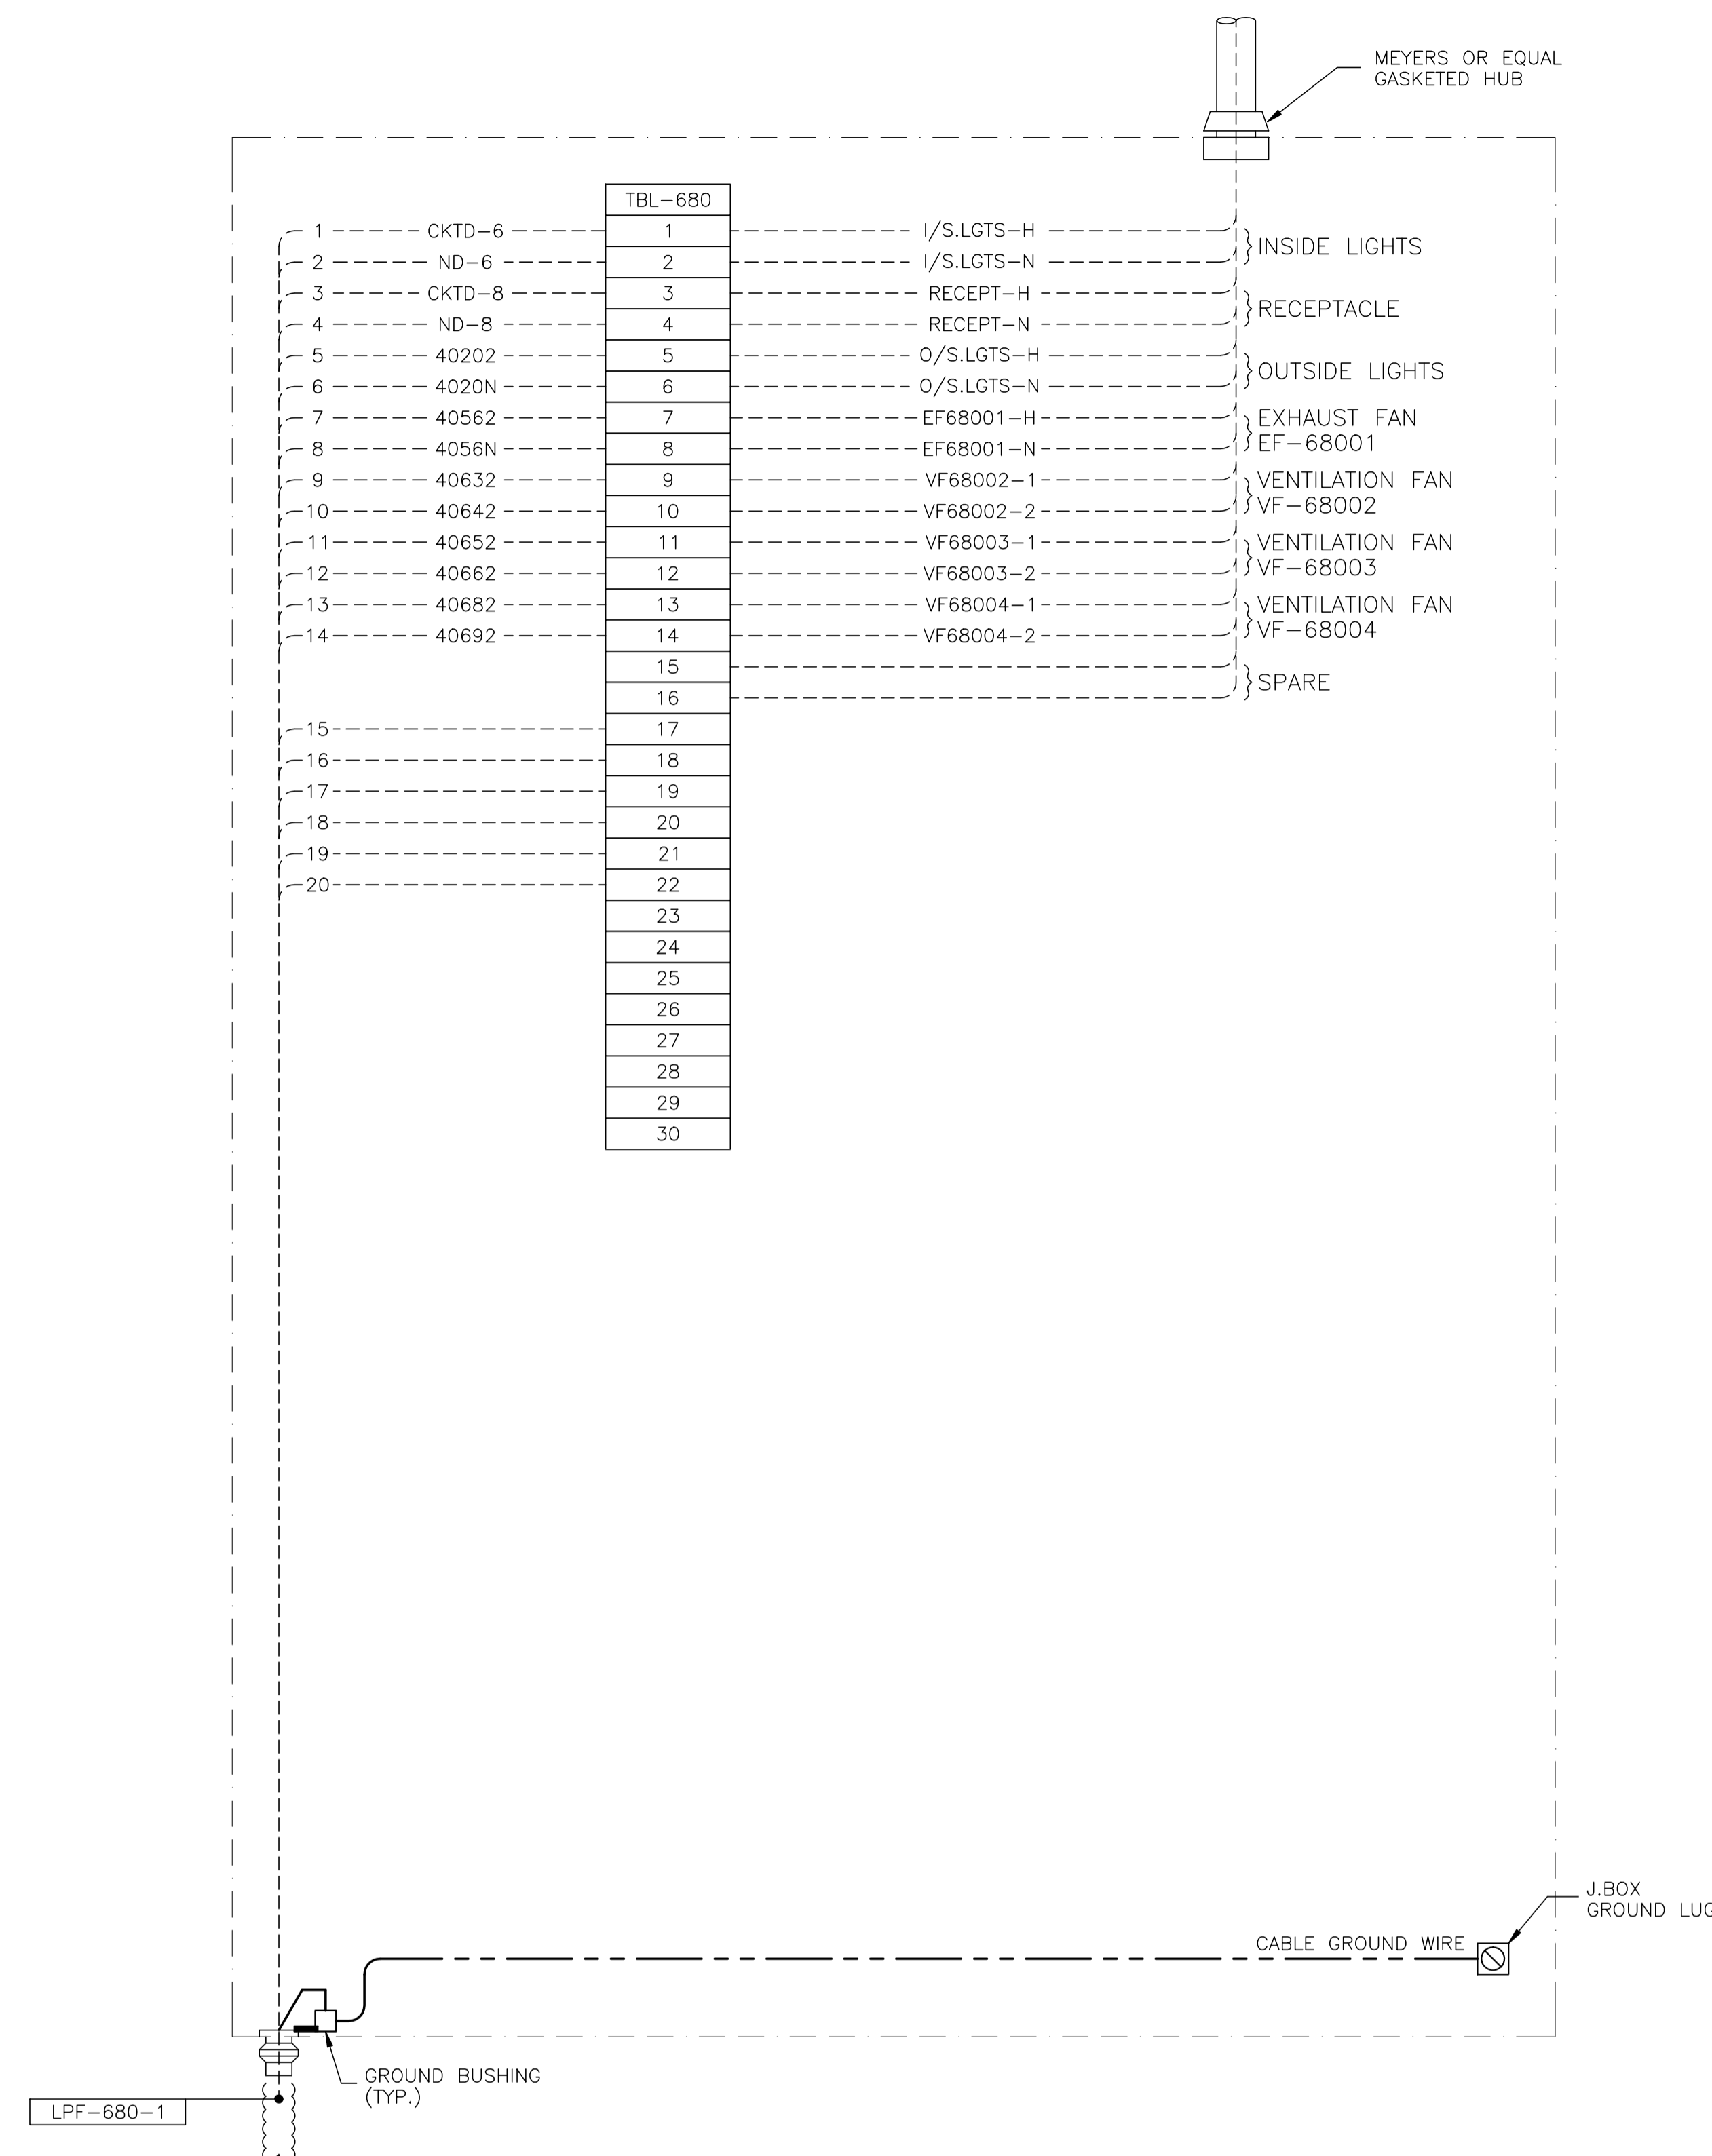 MEYERS OR EQUAL
GASKETED HUB
TBL-680
1 CKTD-6 1 I/S.LGTS-H
2 ND-6 2 I/S.LGTS-N
INSIDE LIGHTS
3 CKTD-8 3 RECEPT-H
4 ND-8 4 RECEPT-N
RECEPTACLE
5 40202 5 O/S.LGTS-H
6 4020N 6 O/S.LGTS-N
OUTSIDE LIGHTS
7 40562 7 EF68001-H EXHAUST FAN
8 4056N 8 EF68001-N EF-68001
9 40632 9 VF68002-1 VENTILATION FAN
10 40642 10 VF68002-2 VF-68002
11 40652 11 VF68003-1 VENTILATION FAN
12 40662 12 VF68003-2 VF-68003
13 40682 13 VF68004-1 VENTILATION FAN
14 40692 14 VF68004-2 VF-68004
15
16
SPARE
15 17
16 18
17 19
18 20
19 21
20 22
23
24
25
26
27
28
29
30
J.BOX
GROUND LUG
CABLE GROUND WIRE
GROUND BUSHING
(TYP.)
LPF-680-1